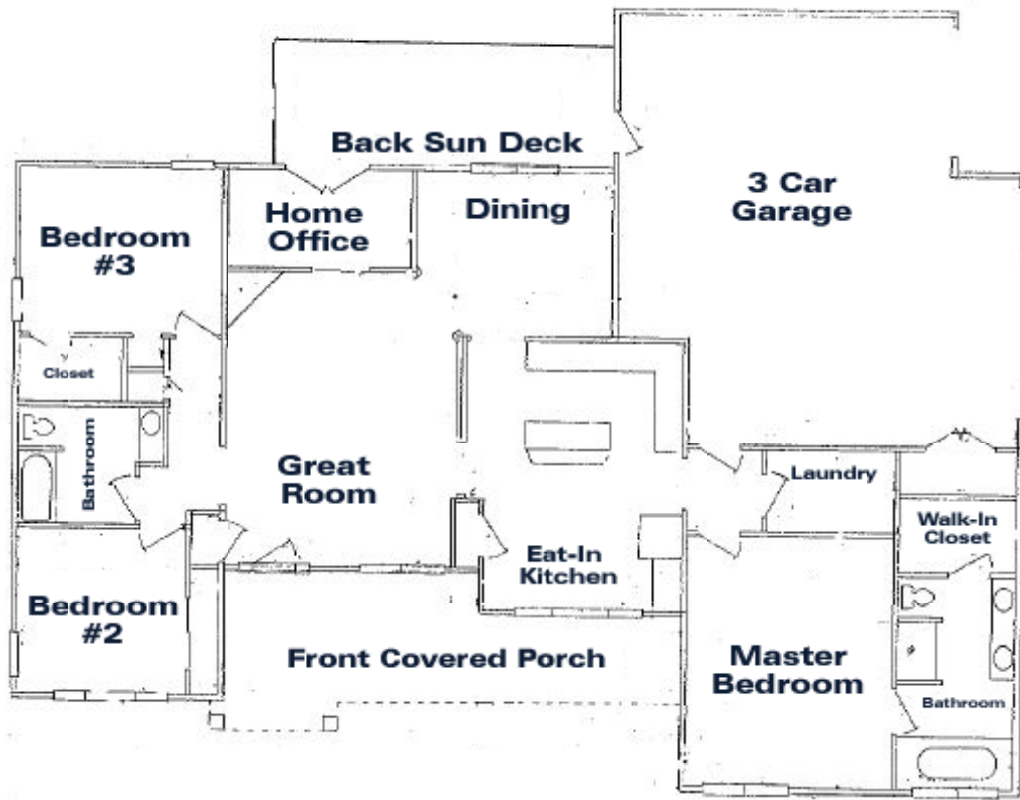 Back Sun Deck
3 Car
Garage
Home
Office
Dining
Bedroom
#3
Closet
Bathroom
Great
Room
Laundry
Walk-In
Closet
Eat-In
Kitchen
Bedroom
#2
Front Covered Porch
Master
Bedroom
Bathroom